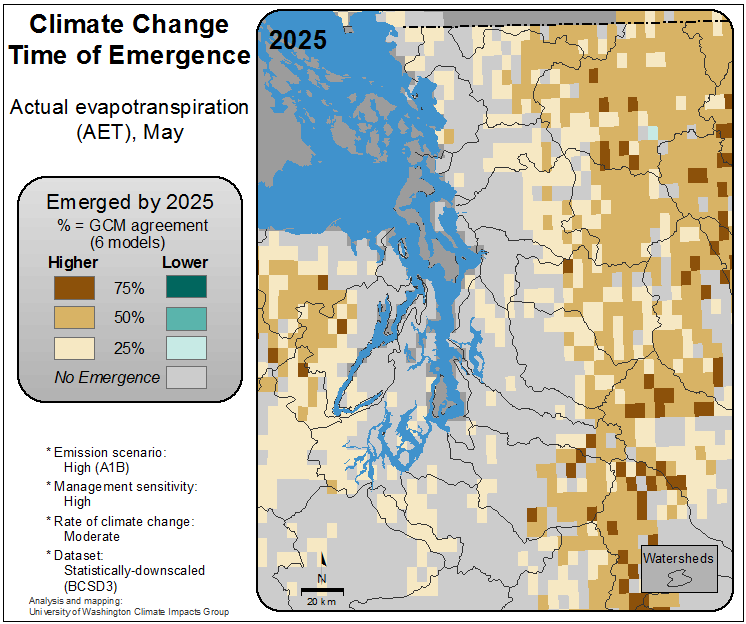 Climate Change
Time of Emergence
Actual evapotranspiration
(AET), May
Emerged by 2025
% = GCM agreement
(6 models)
Higher Lower
75%
50%
25%
No Emergence
* Emission scenario:
High (A1B)
* Management sensitivity:
High
* Rate of climate change:
Moderate
* Dataset:
Statistically-downscaled
(BCSD3)
Analysis and mapping:
University of Washington Climate Impacts Group
2025
N
20 km
Watersheds